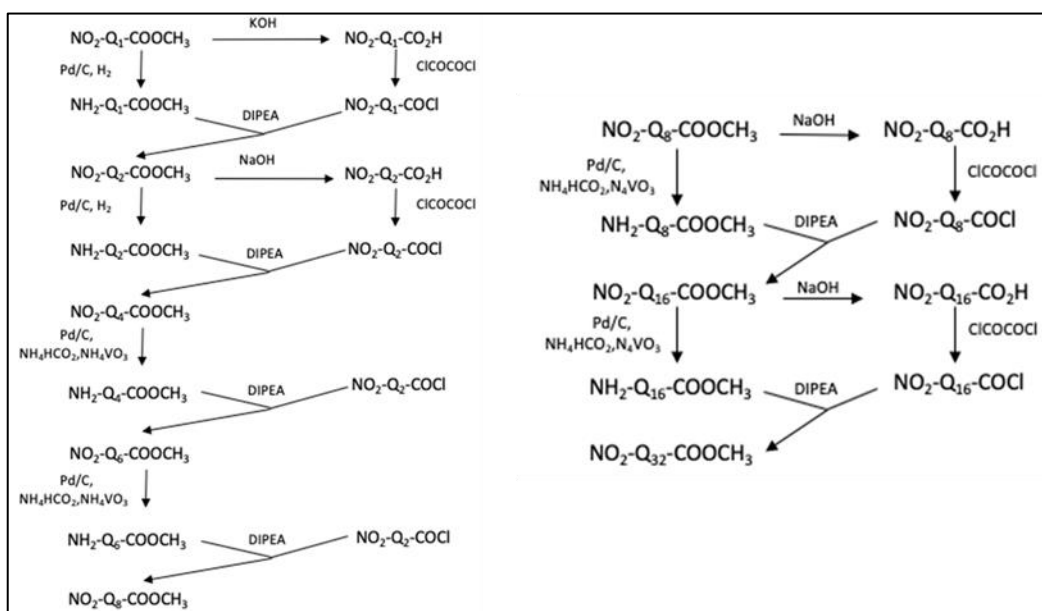 KOH
NO₂-Q₁-COOCH₃ NO₂-Q₁-CO₂H
Pd/C, H₂ ClCOCOCl
NH₂-Q₁-COOCH₃ DIPEA NO₂-Q₁-COCl
NO₂-Q₂-COOCH₃ NaOH NO₂-Q₂-CO₂H
Pd/C, H₂ ClCOCOCl
NH₂-Q₂-COOCH₃ DIPEA NO₂-Q₂-COCl
NO₂-Q₄-COOCH₃
Pd/C,
NH₄HCO₂,NH₄VO₃
NH₂-Q₄-COOCH₃ DIPEA NO₂-Q₂-COCl
NO₂-Q₆-COOCH₃
Pd/C,
NH₄HCO₂,NH₄VO₃
NH₂-Q₆-COOCH₃ DIPEA NO₂-Q₂-COCl
NO₂-Q₈-COOCH₃
NO₂-Q₈-COOCH₃ NaOH NO₂-Q₈-CO₂H
Pd/C,
NH₄HCO₂,N₄VO₃ ClCOCOCl
NH₂-Q₈-COOCH₃ DIPEA NO₂-Q₈-COCl
NO₂-Q₁₆-COOCH₃ NaOH NO₂-Q₁₆-CO₂H
Pd/C,
NH₄HCO₂,N₄VO₃ ClCOCOCl
NH₂-Q₁₆-COOCH₃ DIPEA NO₂-Q₁₆-COCl
NO₂-Q₃₂-COOCH₃